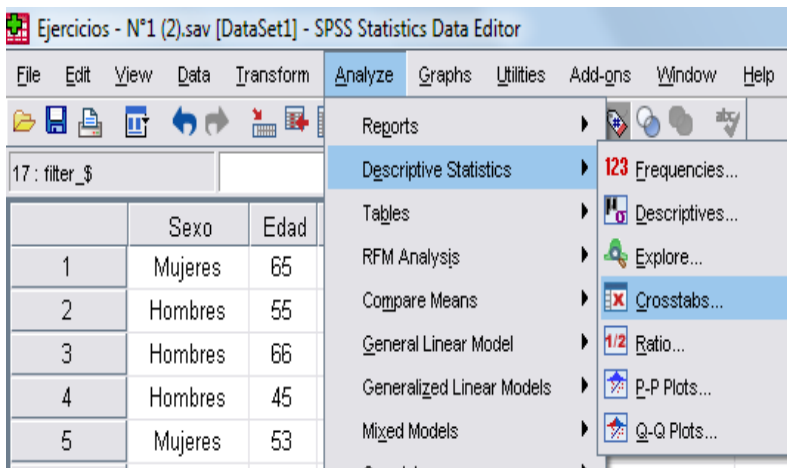 Ejercicios - N°1 (2).sav [DataSet1] - SPSS Statistics Data Editor
File Edit View Data Transform Analyze Graphs Utilities Add-ons Window Help
17 : filter_$
Sexo Edad
1 Mujeres 65
2 Hombres 55
3 Hombres 66
4 Hombres 45
5 Mujeres 53
Reports
Descriptive Statistics
Tables
RFM Analysis
Compare Means
General Linear Model
Generalized Linear Models
Mixed Models
123 Frequencies...
μσ Descriptives...
Explore...
X Crosstabs...
1/2 Ratio...
P-P Plots...
Q-Q Plots...